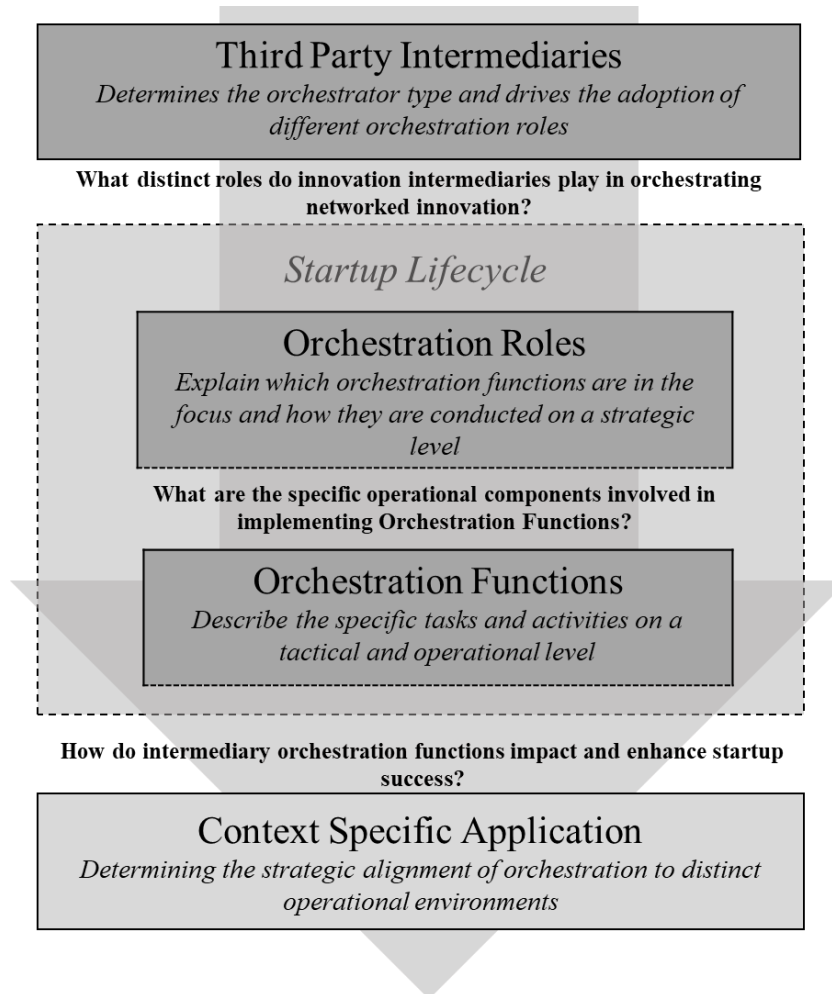 Third Party Intermediaries
Determines the orchestrator type and drives the adoption of
different orchestration roles
What distinct roles do innovation intermediaries play in orchestrating
networked innovation?
Startup Lifecycle
Orchestration Roles
Explain which orchestration functions are in the
focus and how they are conducted on a strategic
level
What are the specific operational components involved in
implementing Orchestration Functions?
Orchestration Functions
Describe the specific tasks and activities on a
tactical and operational level
How do intermediary orchestration functions impact and enhance startup
success?
Context Specific Application
Determining the strategic alignment of orchestration to distinct
operational environments